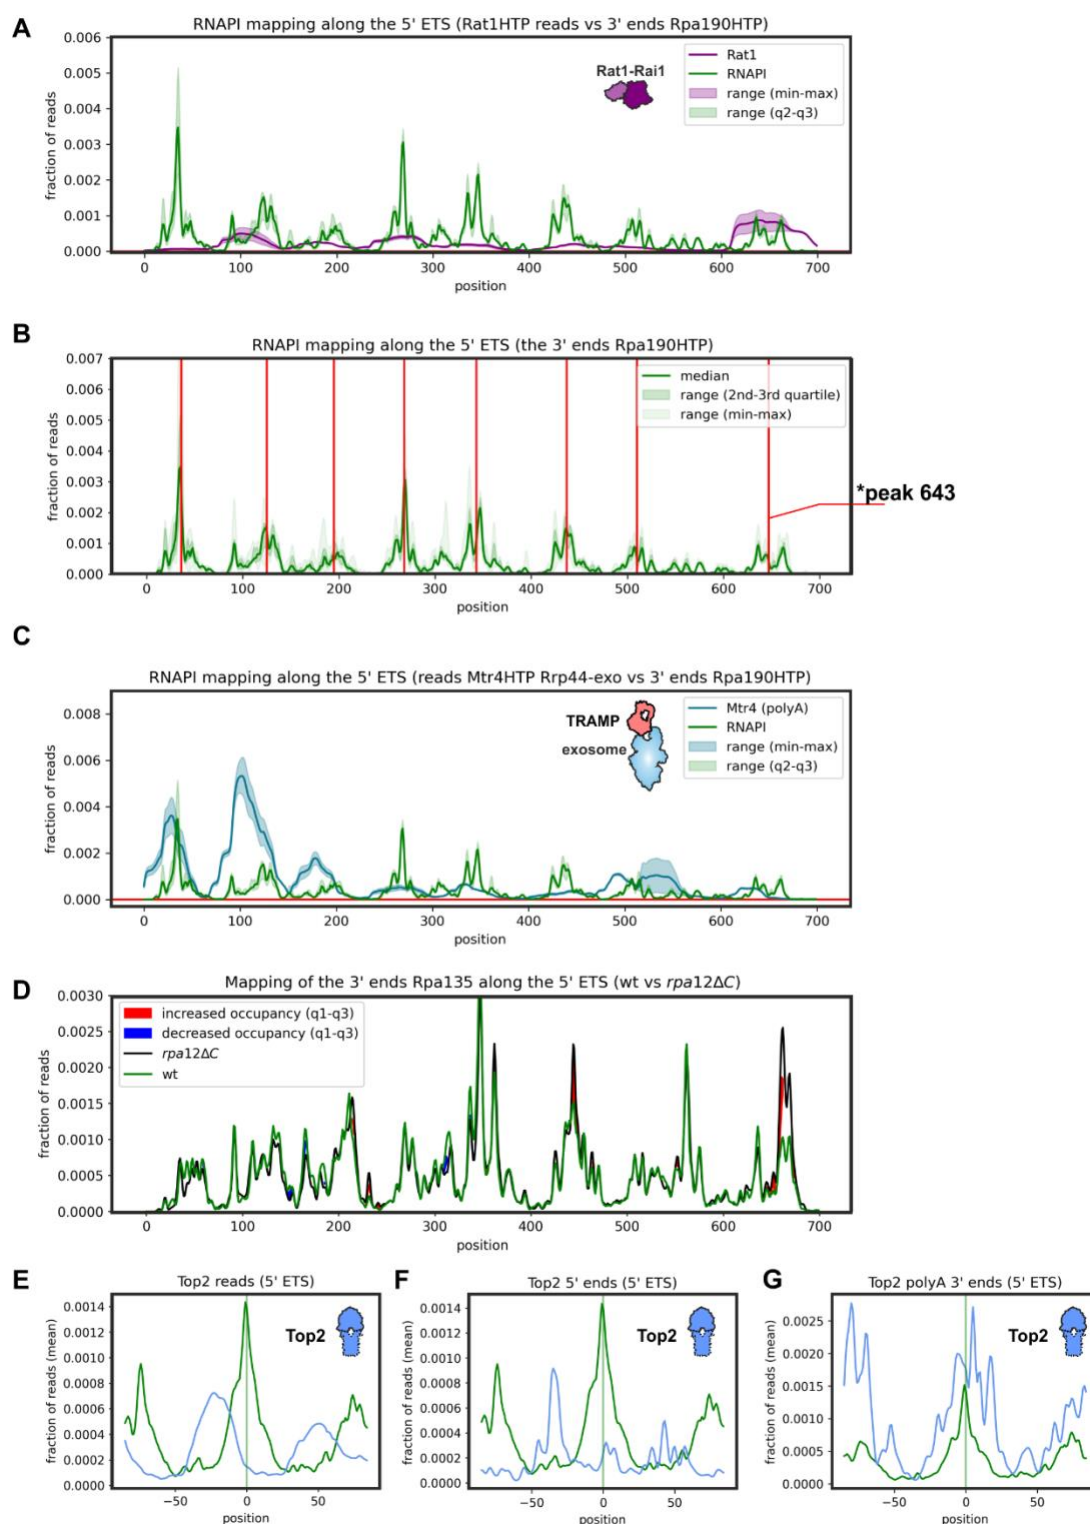 A
RNAPI mapping along the 5' ETS (Rat1HTP reads vs 3' ends Rpa190HTP)
0.006
0.005
0.004
0.003
0.002
0.001
0.000
fraction of reads
Rat1-Rai1
Rat1
RNAPI
range (min-max)
range (q2-q3)
0 100 200 300 400 500 600 700
position
B
RNAPI mapping along the 5' ETS (the 3' ends Rpa190HTP)
0.007
0.006
0.005
0.004
0.003
0.002
0.001
0.000
fraction of reads
median
range (2nd-3rd quartile)
range (min-max)
*peak 643
0 100 200 300 400 500 600 700
position
C
RNAPI mapping along the 5' ETS (reads Mtr4HTP Rrp44-exo vs 3' ends Rpa190HTP)
0.008
0.006
0.004
0.002
0.000
fraction of reads
TRAMP
exosome
Mtr4 (polyA)
RNAPI
range (min-max)
range (q2-q3)
0 100 200 300 400 500 600 700
position
D
Mapping of the 3' ends Rpa135 along the 5' ETS (wt vs rpa12ΔC)
0.0030
0.0025
0.0020
0.0015
0.0010
0.0005
0.0000
fraction of reads
increased occupancy (q1-q3)
decreased occupancy (q1-q3)
rpa12ΔC
wt
0 100 200 300 400 500 600 700
position
E
Top2 reads (5' ETS)
0.0014
0.0012
0.0010
0.0008
0.0006
0.0004
0.0002
0.0000
fraction of reads (mean)
Top2
−50 0 50
position
F
Top2 5' ends (5' ETS)
0.0014
0.0012
0.0010
0.0008
0.0006
0.0004
0.0002
0.0000
fraction of reads (mean)
Top2
−50 0 50
position
G
Top2 polyA 3' ends (5' ETS)
0.0025
0.0020
0.0015
0.0010
0.0005
0.0000
fraction of reads (mean)
Top2
−50 0 50
position